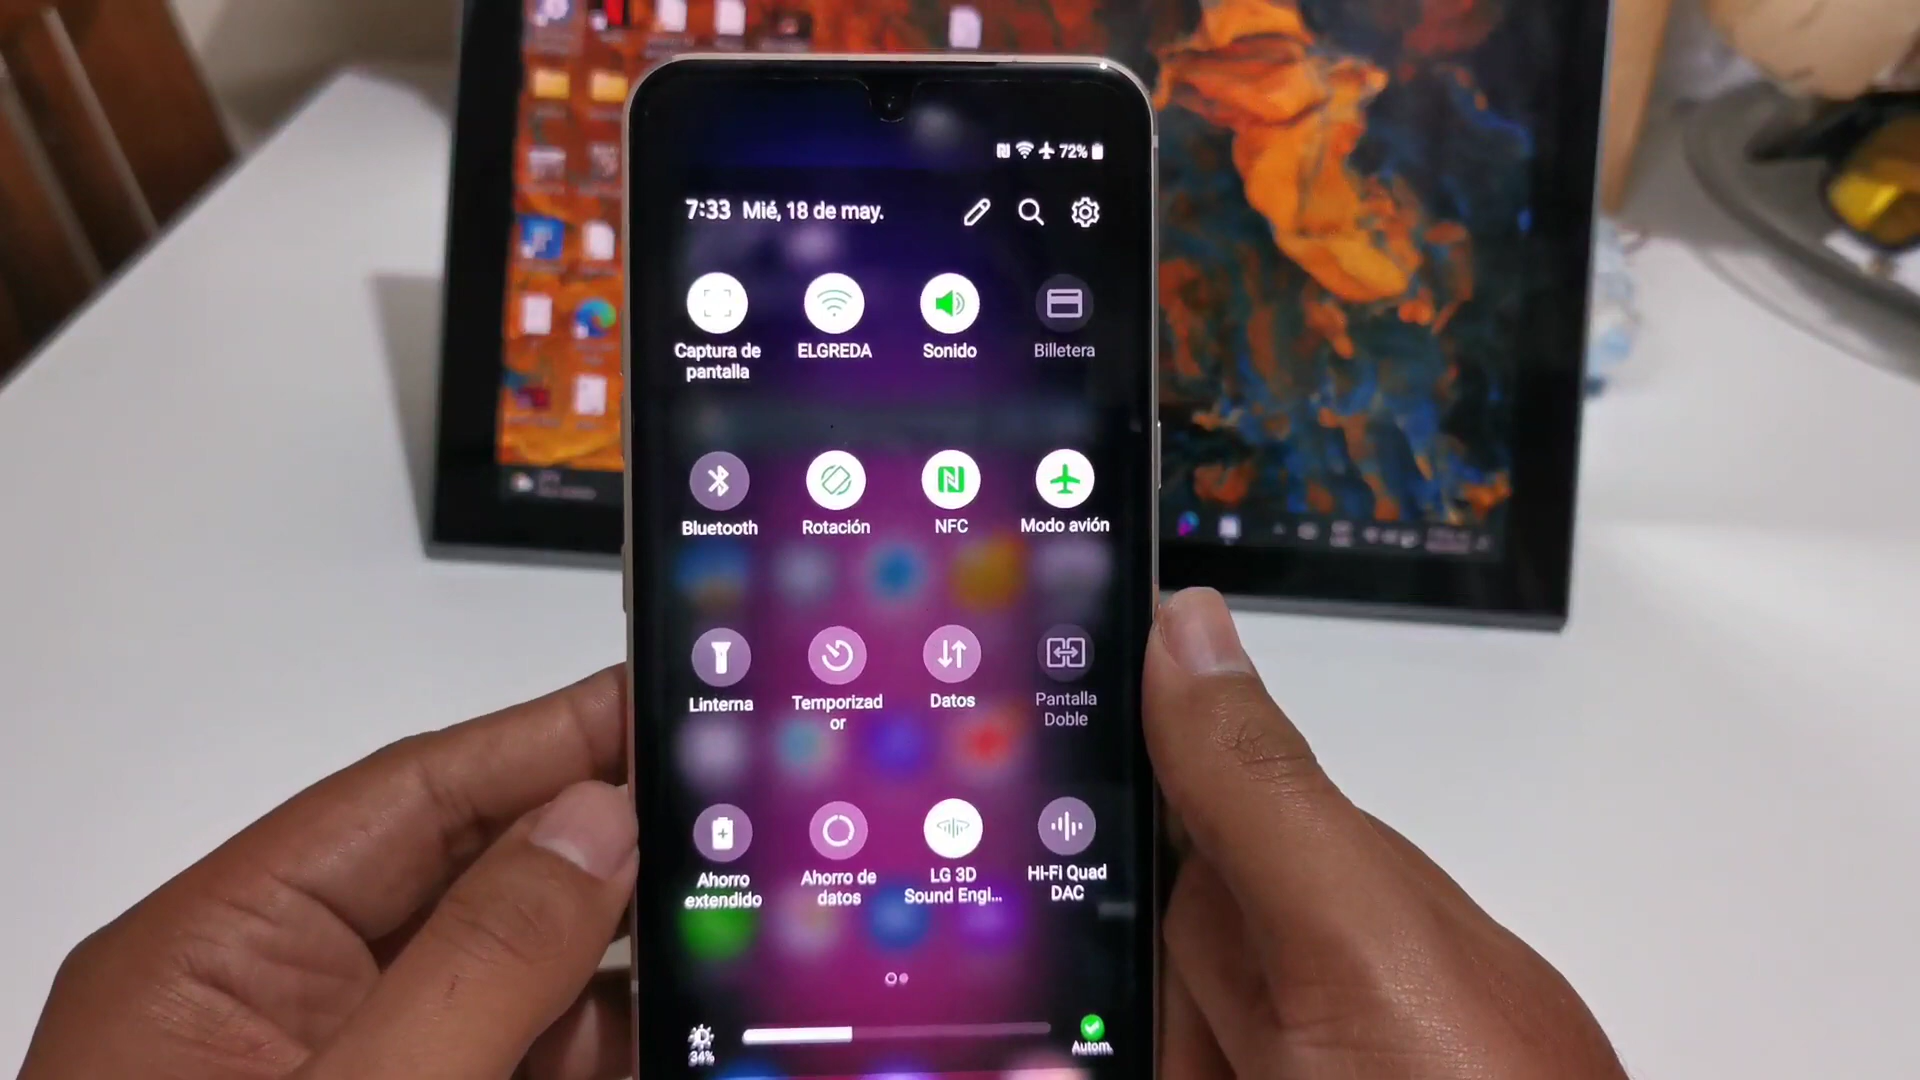 72%
7:33 Mié, 18 de may.
Captura de
pantalla
ELGREDA
Sonido
Billetera
Bluetooth
Rotación
NFC
Modo avión
Linterna
Temporizad
or
Datos
Pantalla
Doble
Ahorro
extendido
Ahorro de
datos
LG 3D
Sound Engi...
Hi-Fi Quad
DAC
34%
Autom.